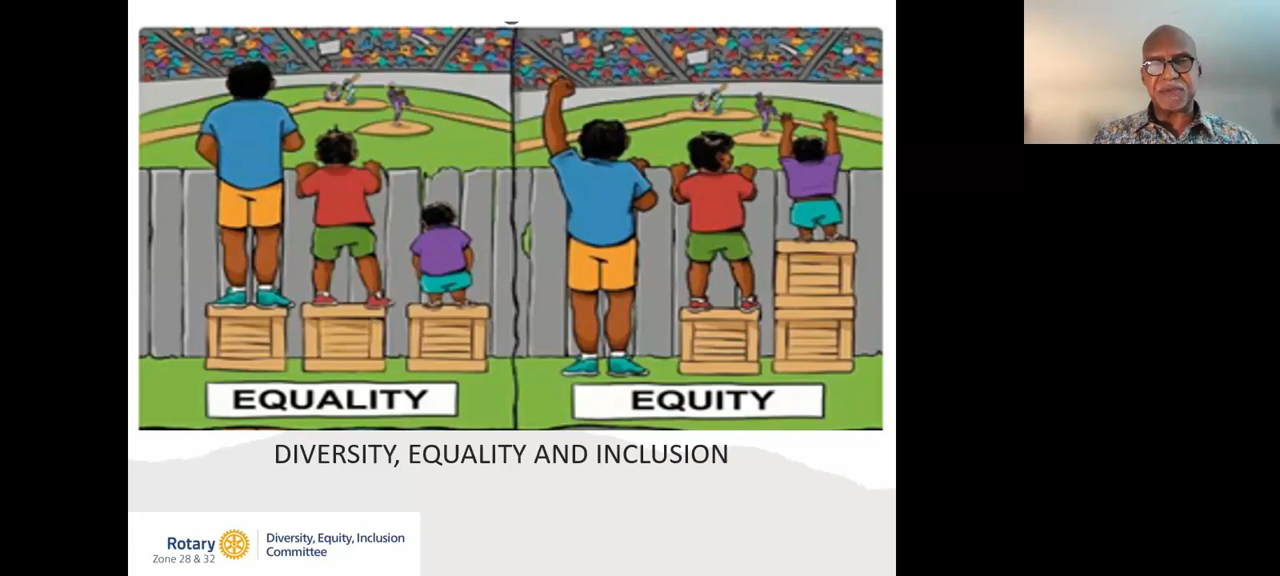 EQUALITY
EQUITY
DIVERSITY, EQUALITY AND INCLUSION
Rotary
Zone 28 & 32
Diversity, Equity, Inclusion
Committee